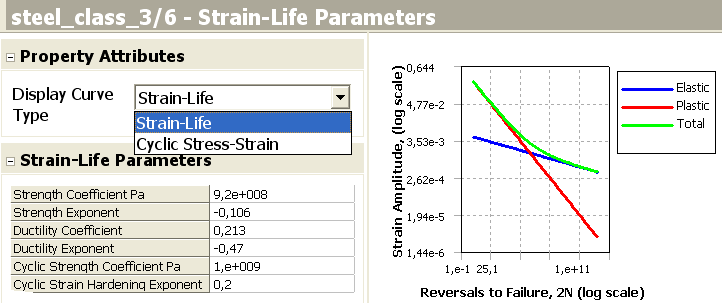 steel_class_3/6 - Strain-Life Parameters
Property Attributes
Display Curve Type
Strain-Life
Strain-Life
Cyclic Stress-Strain
Strain-Life Parameters
Strength Coefficient Pa 9,2e+008
Strength Exponent -0,106
Ductility Coefficient 0,213
Ductility Exponent -0,47
Cyclic Strength Coefficient Pa 1,e+009
Cyclic Strain Hardening Exponent 0,2
Strain Amplitude, (log scale)
0,644
4,77e-2
3,53e-3
2,62e-4
1,94e-5
1,44e-6
1,e-1 25,1 1,e+11
Reversals to Failure, 2N (log scale)
Elastic
Plastic
Total